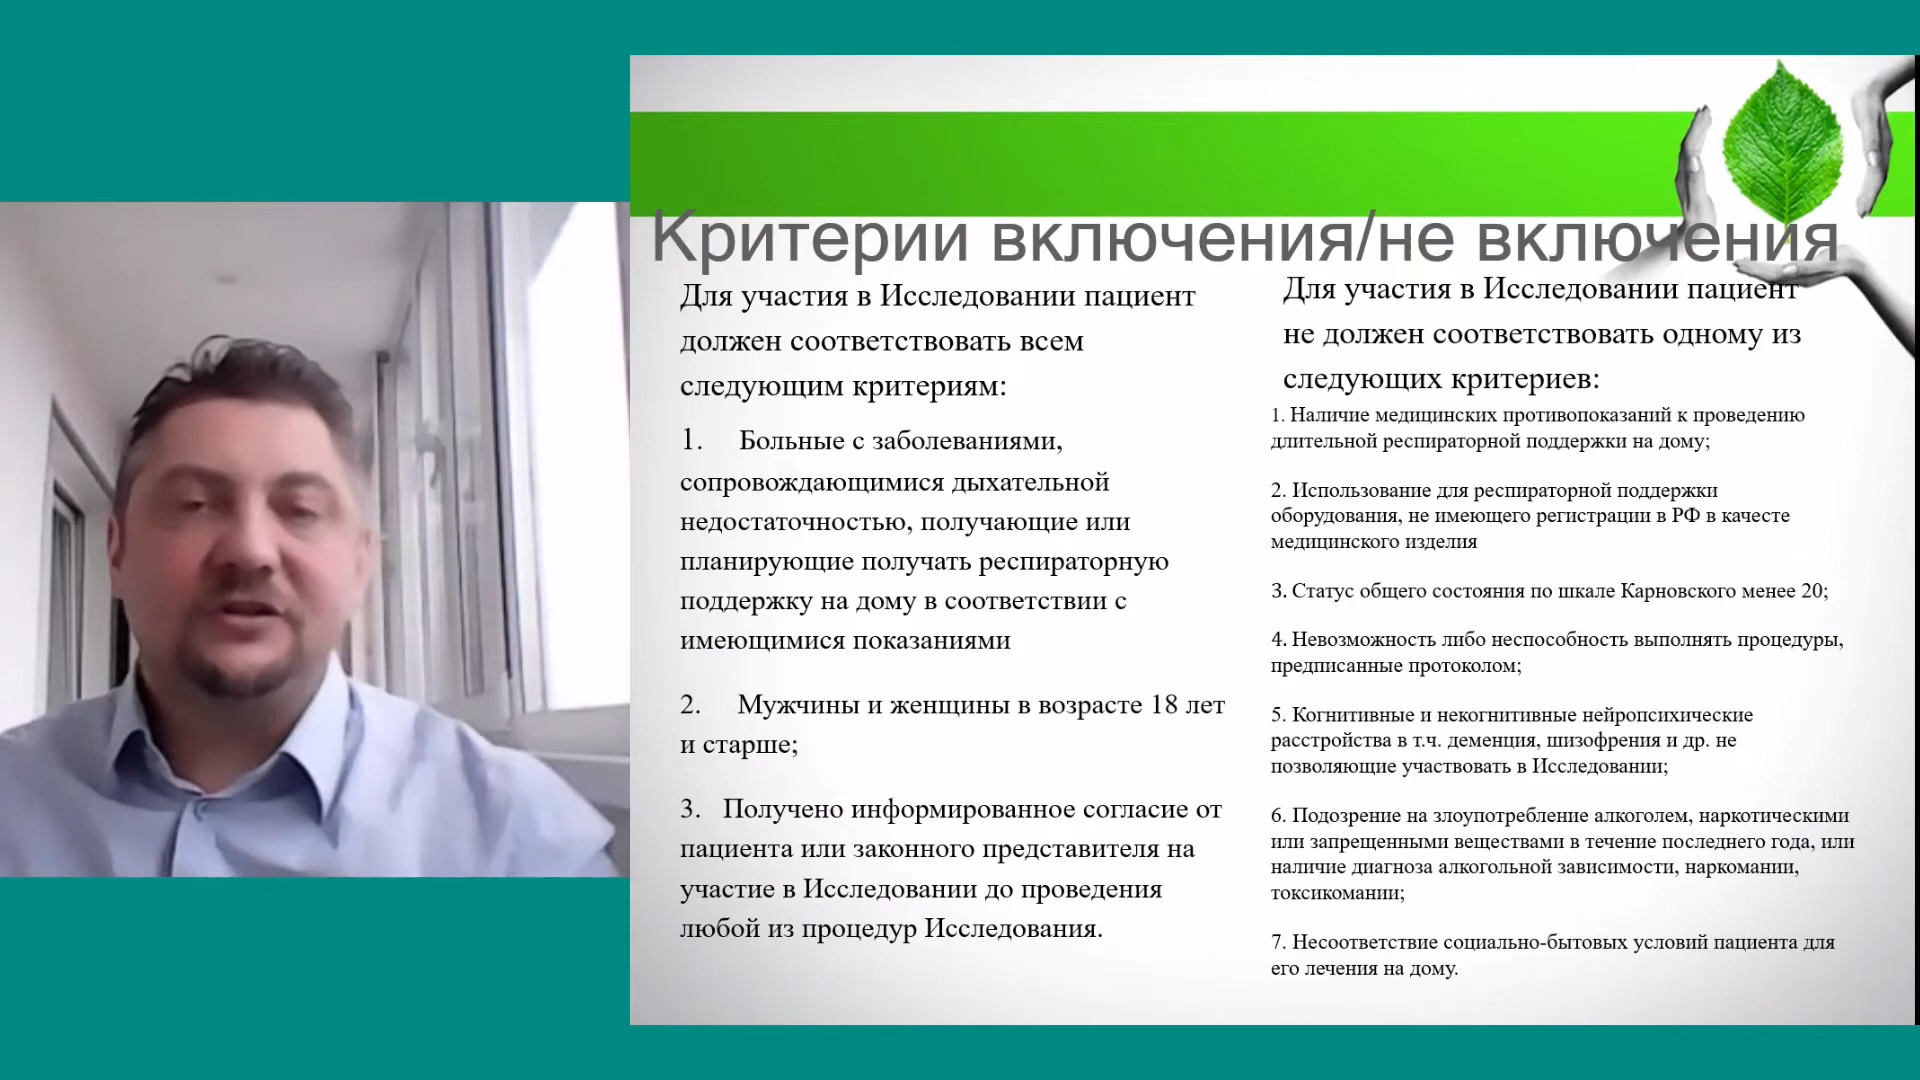 Критерии включения/не включения
Для участия в Исследовании пациент
должен соответствовать всем
следующим критериям:
1. Больные с заболеваниями,
сопровождающимися дыхательной
недостаточностью, получающие или
планирующие получать респираторную
поддержку на дому в соответствии с
имеющимися показаниями
2. Мужчины и женщины в возрасте 18 лет
и старше;
3. Получено информированное согласие от
пациента или законного представителя на
участие в Исследовании до проведения
любой из процедур Исследования.
Для участия в Исследовании пациент
не должен соответствовать одному из
следующих критериев:
1. Наличие медицинских противопоказаний к проведению
длительной респираторной поддержки на дому;
2. Использование для респираторной поддержки
оборудования, не имеющего регистрации в РФ в качесте
медицинского изделия
3. Статус общего состояния по шкале Карновского менее 20;
4. Невозможность либо неспособность выполнять процедуры,
предписанные протоколом;
5. Когнитивные и некогнитивные нейропсихические
расстройства в т.ч. деменция, шизофрения и др. не
позволяющие участвовать в Исследовании;
6. Подозрение на злоупотребление алкоголем, наркотическими
или запрещенными веществами в течение последнего года, или
наличие диагноза алкогольной зависимости, наркомании,
токсикомании;
7. Несоответствие социально-бытовых условий пациента для
его лечения на дому.